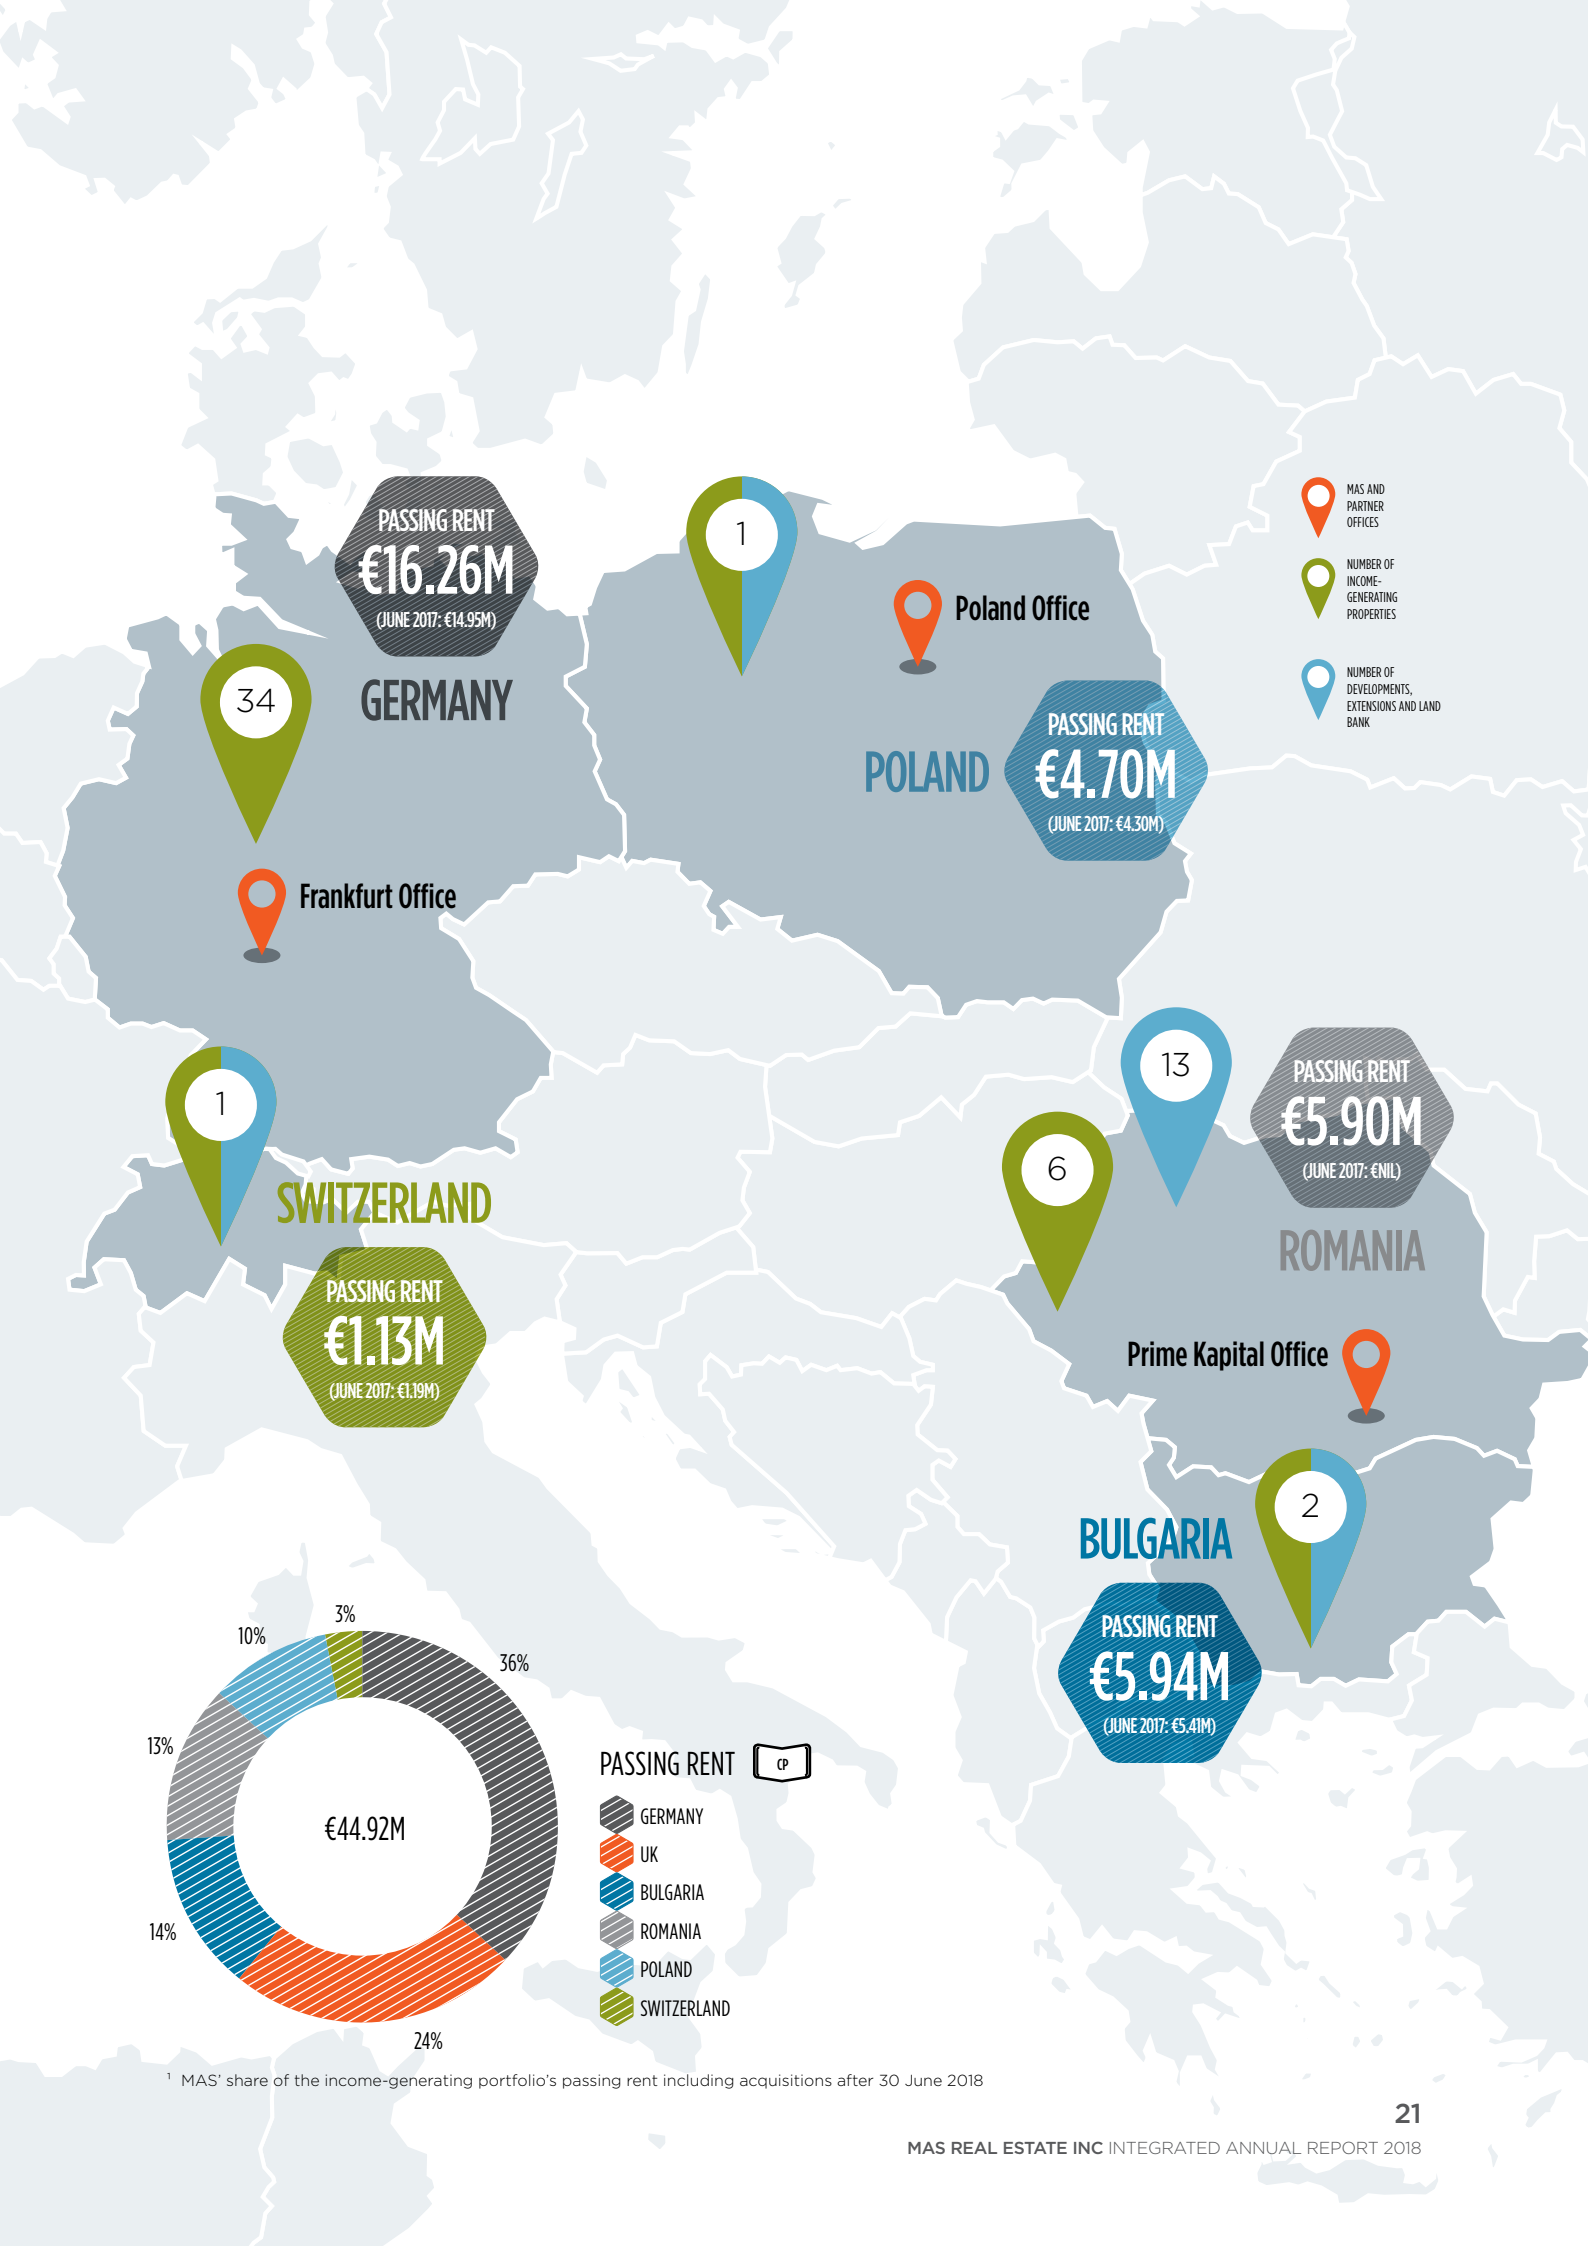 PASSING RENT
€16.26M
(JUNE 2017: €14.95M)
GERMANY
34
Frankfurt Office
1
Poland Office
POLAND
PASSING RENT
€4.70M
(JUNE 2017: €4.30M)
MAS AND
PARTNER
OFFICES
NUMBER OF
INCOME-
GENERATING
PROPERTIES
NUMBER OF
DEVELOPMENTS,
EXTENSIONS AND LAND
BANK
1
SWITZERLAND
PASSING RENT
€1.13M
(JUNE 2017: €1.19M)
13
6
PASSING RENT
€5.90M
(JUNE 2017: €NIL)
ROMANIA
Prime Kapital Office
2
BULGARIA
PASSING RENT
€5.94M
(JUNE 2017: €5.41M)
3%
10%
36%
13%
€44.92M
14%
24%
PASSING RENT CP
GERMANY
UK
BULGARIA
ROMANIA
POLAND
SWITZERLAND
1 MAS’ share of the income-generating portfolio’s passing rent including acquisitions after 30 June 2018
21
MAS REAL ESTATE INC INTEGRATED ANNUAL REPORT 2018